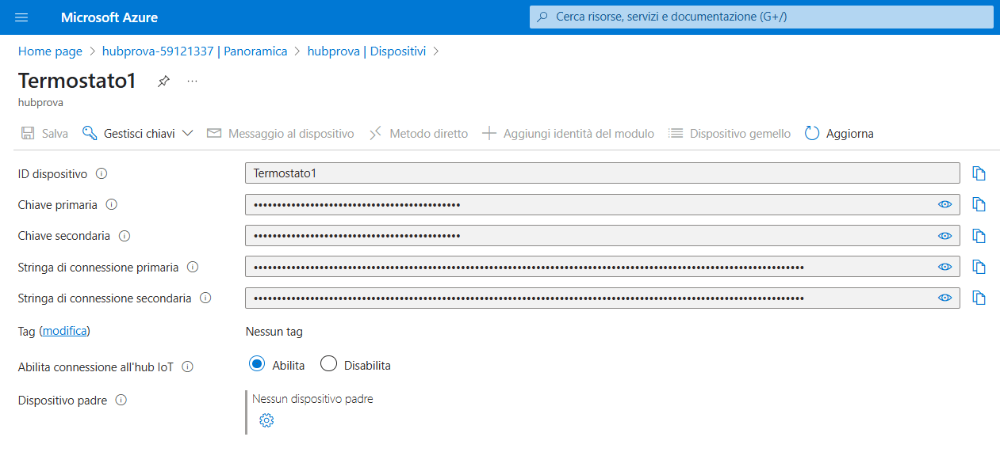 Microsoft Azure
Cerca risorse, servizi e documentazione (G+/)
Home page > hubprova-59121337 | Panoramica > hubprova | Dispositivi >
Termostato1 ...
hubprova
Salva Gestisci chiavi Messaggio al dispositivo Metodo diretto Aggiungi identità del modulo Dispositivo gemello Aggiorna
ID dispositivo Termostato1
Chiave primaria ••••••••••••••••••••••••••••••••••••••••••••
Chiave secondaria ••••••••••••••••••••••••••••••••••••••••••••
Stringa di connessione primaria ••••••••••••••••••••••••••••••••••••••••••••••••••••••••••••••••••••••••••••••••••••••••••••••••••••••••••••••••••••
Stringa di connessione secondaria ••••••••••••••••••••••••••••••••••••••••••••••••••••••••••••••••••••••••••••••••••••••••••••••••••••••••••••••••••••
Tag (modifica) Nessun tag
Abilita connessione all'hub IoT Abilita Disabilita
Dispositivo padre Nessun dispositivo padre